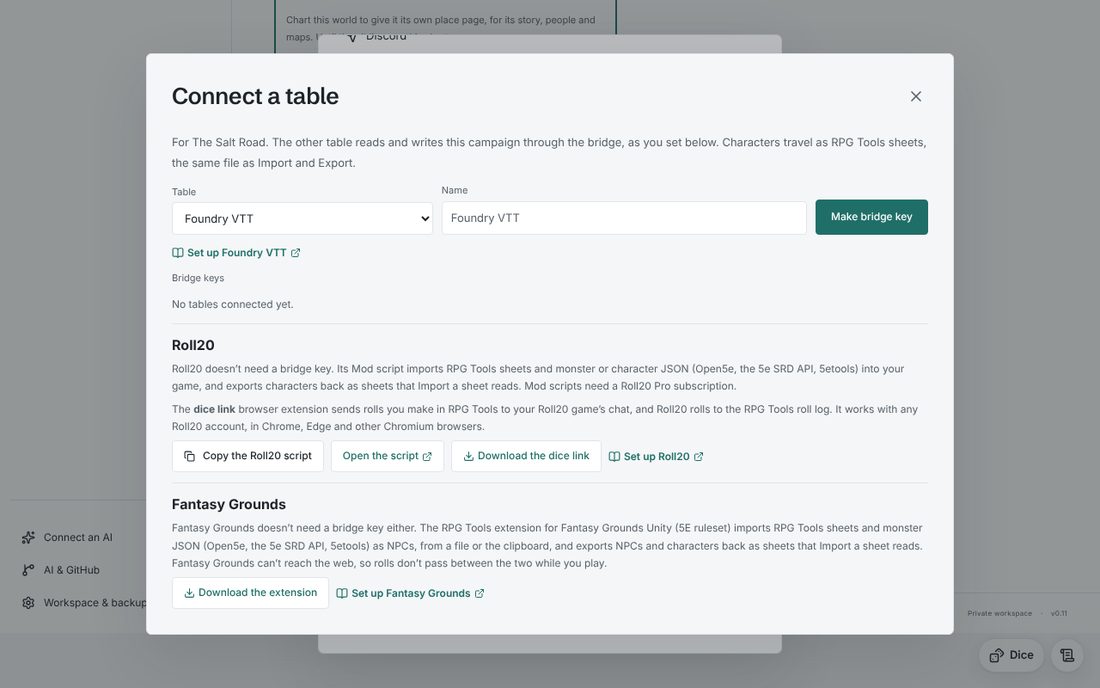 Chart this world to give it its own place page, for its story, people and
maps.
Discord
Connect a table
For The Salt Road. The other table reads and writes this campaign through the bridge, as you set below. Characters travel as RPG Tools sheets,
the same file as Import and Export.
Table
Name
Foundry VTT
Foundry VTT
Make bridge key
Set up Foundry VTT
Bridge keys
No tables connected yet.
Roll20
Roll20 doesn’t need a bridge key. Its Mod script imports RPG Tools sheets and monster or character JSON (Open5e, the 5e SRD API, 5etools) into your
game, and exports characters back as sheets that Import a sheet reads. Mod scripts need a Roll20 Pro subscription.
The dice link browser extension sends rolls you make in RPG Tools to your Roll20 game’s chat, and Roll20 rolls to the RPG Tools roll log. It works with any
Roll20 account, in Chrome, Edge and other Chromium browsers.
Copy the Roll20 script
Open the script
Download the dice link
Set up Roll20
Fantasy Grounds
Fantasy Grounds doesn’t need a bridge key either. The RPG Tools extension for Fantasy Grounds Unity (5E ruleset) imports RPG Tools sheets and monster
JSON (Open5e, the 5e SRD API, 5etools) as NPCs, from a file or the clipboard, and exports NPCs and characters back as sheets that Import a sheet reads.
Fantasy Grounds can’t reach the web, so rolls don’t pass between the two while you play.
Download the extension
Set up Fantasy Grounds
Connect an AI
AI & GitHub
Workspace & backup
Private workspace · v0.11
Dice